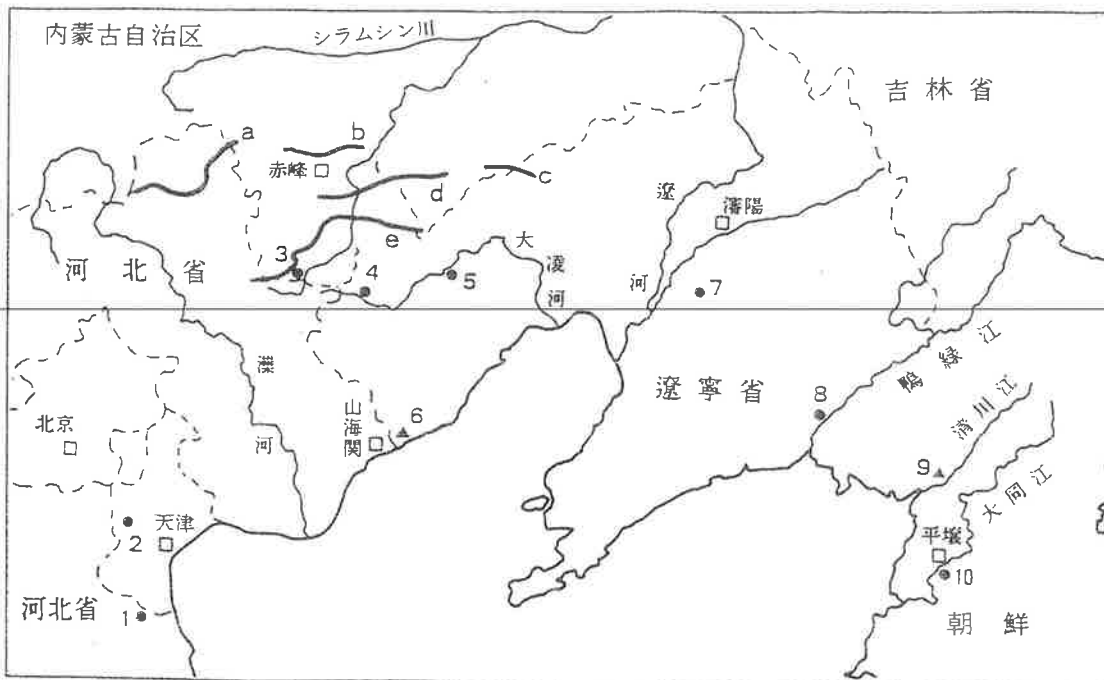 内蒙古自治区
シラムシン川
吉林省
a
b
赤峰
c
d
e
遼
河
瀋陽
大
凌
河
河北省
3
4
5
7
灤
河
遼寧省
鴨緑江
清川江
大同江
8
9
北京
山海関
6
2
天津
平壌
10
河北省
1
朝鮮